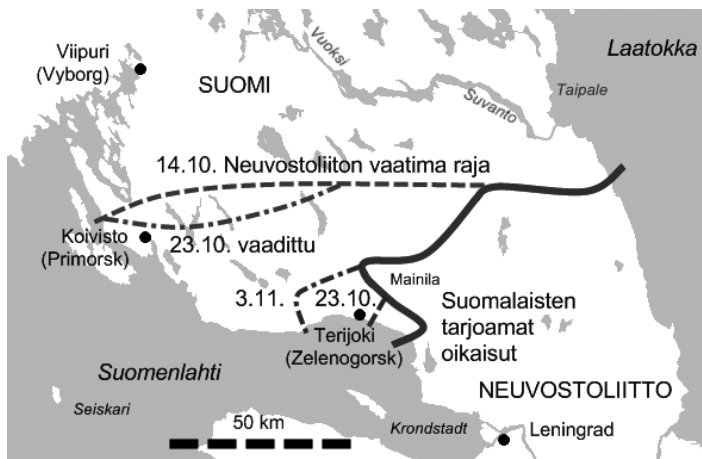 Viipuri
(Vyborg)
SUOMI
Vuoksi
Suvanto
Laatokka
Taipale
14.10. Neuvostoliiton vaatima raja
Koivisto
(Primorsk)
23.10. vaadittu
3.11.
23.10.
Mainila
Terijoki
(Zelenogorsk)
Suomalaisten
tarjoamat
oikaisut
Suomenlahti
Seiskari
NEUVOSTOLIITTO
50 km
Krondstadt
Leningrad